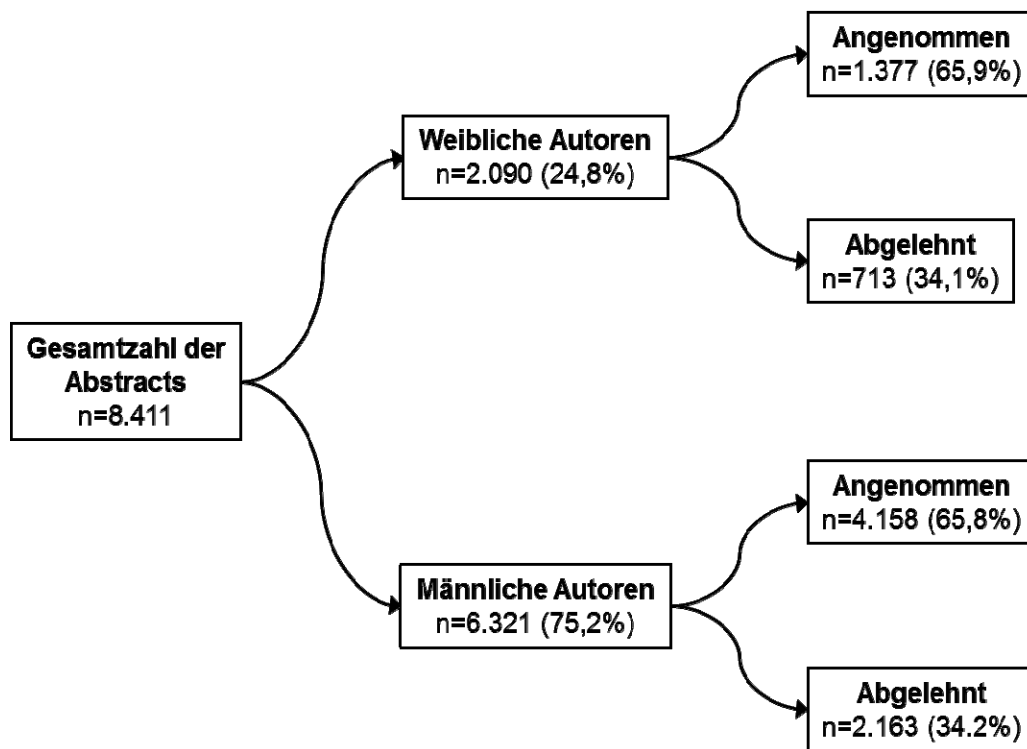 Gesamtzahl der
Abstracts
n=8.411
Weibliche Autoren
n=2.090 (24,8%)
Angenommen
n=1.377 (65,9%)
Abgelehnt
n=713 (34,1%)
Männliche Autoren
n=6.321 (75,2%)
Angenommen
n=4.158 (65,8%)
Abgelehnt
n=2.163 (34.2%)